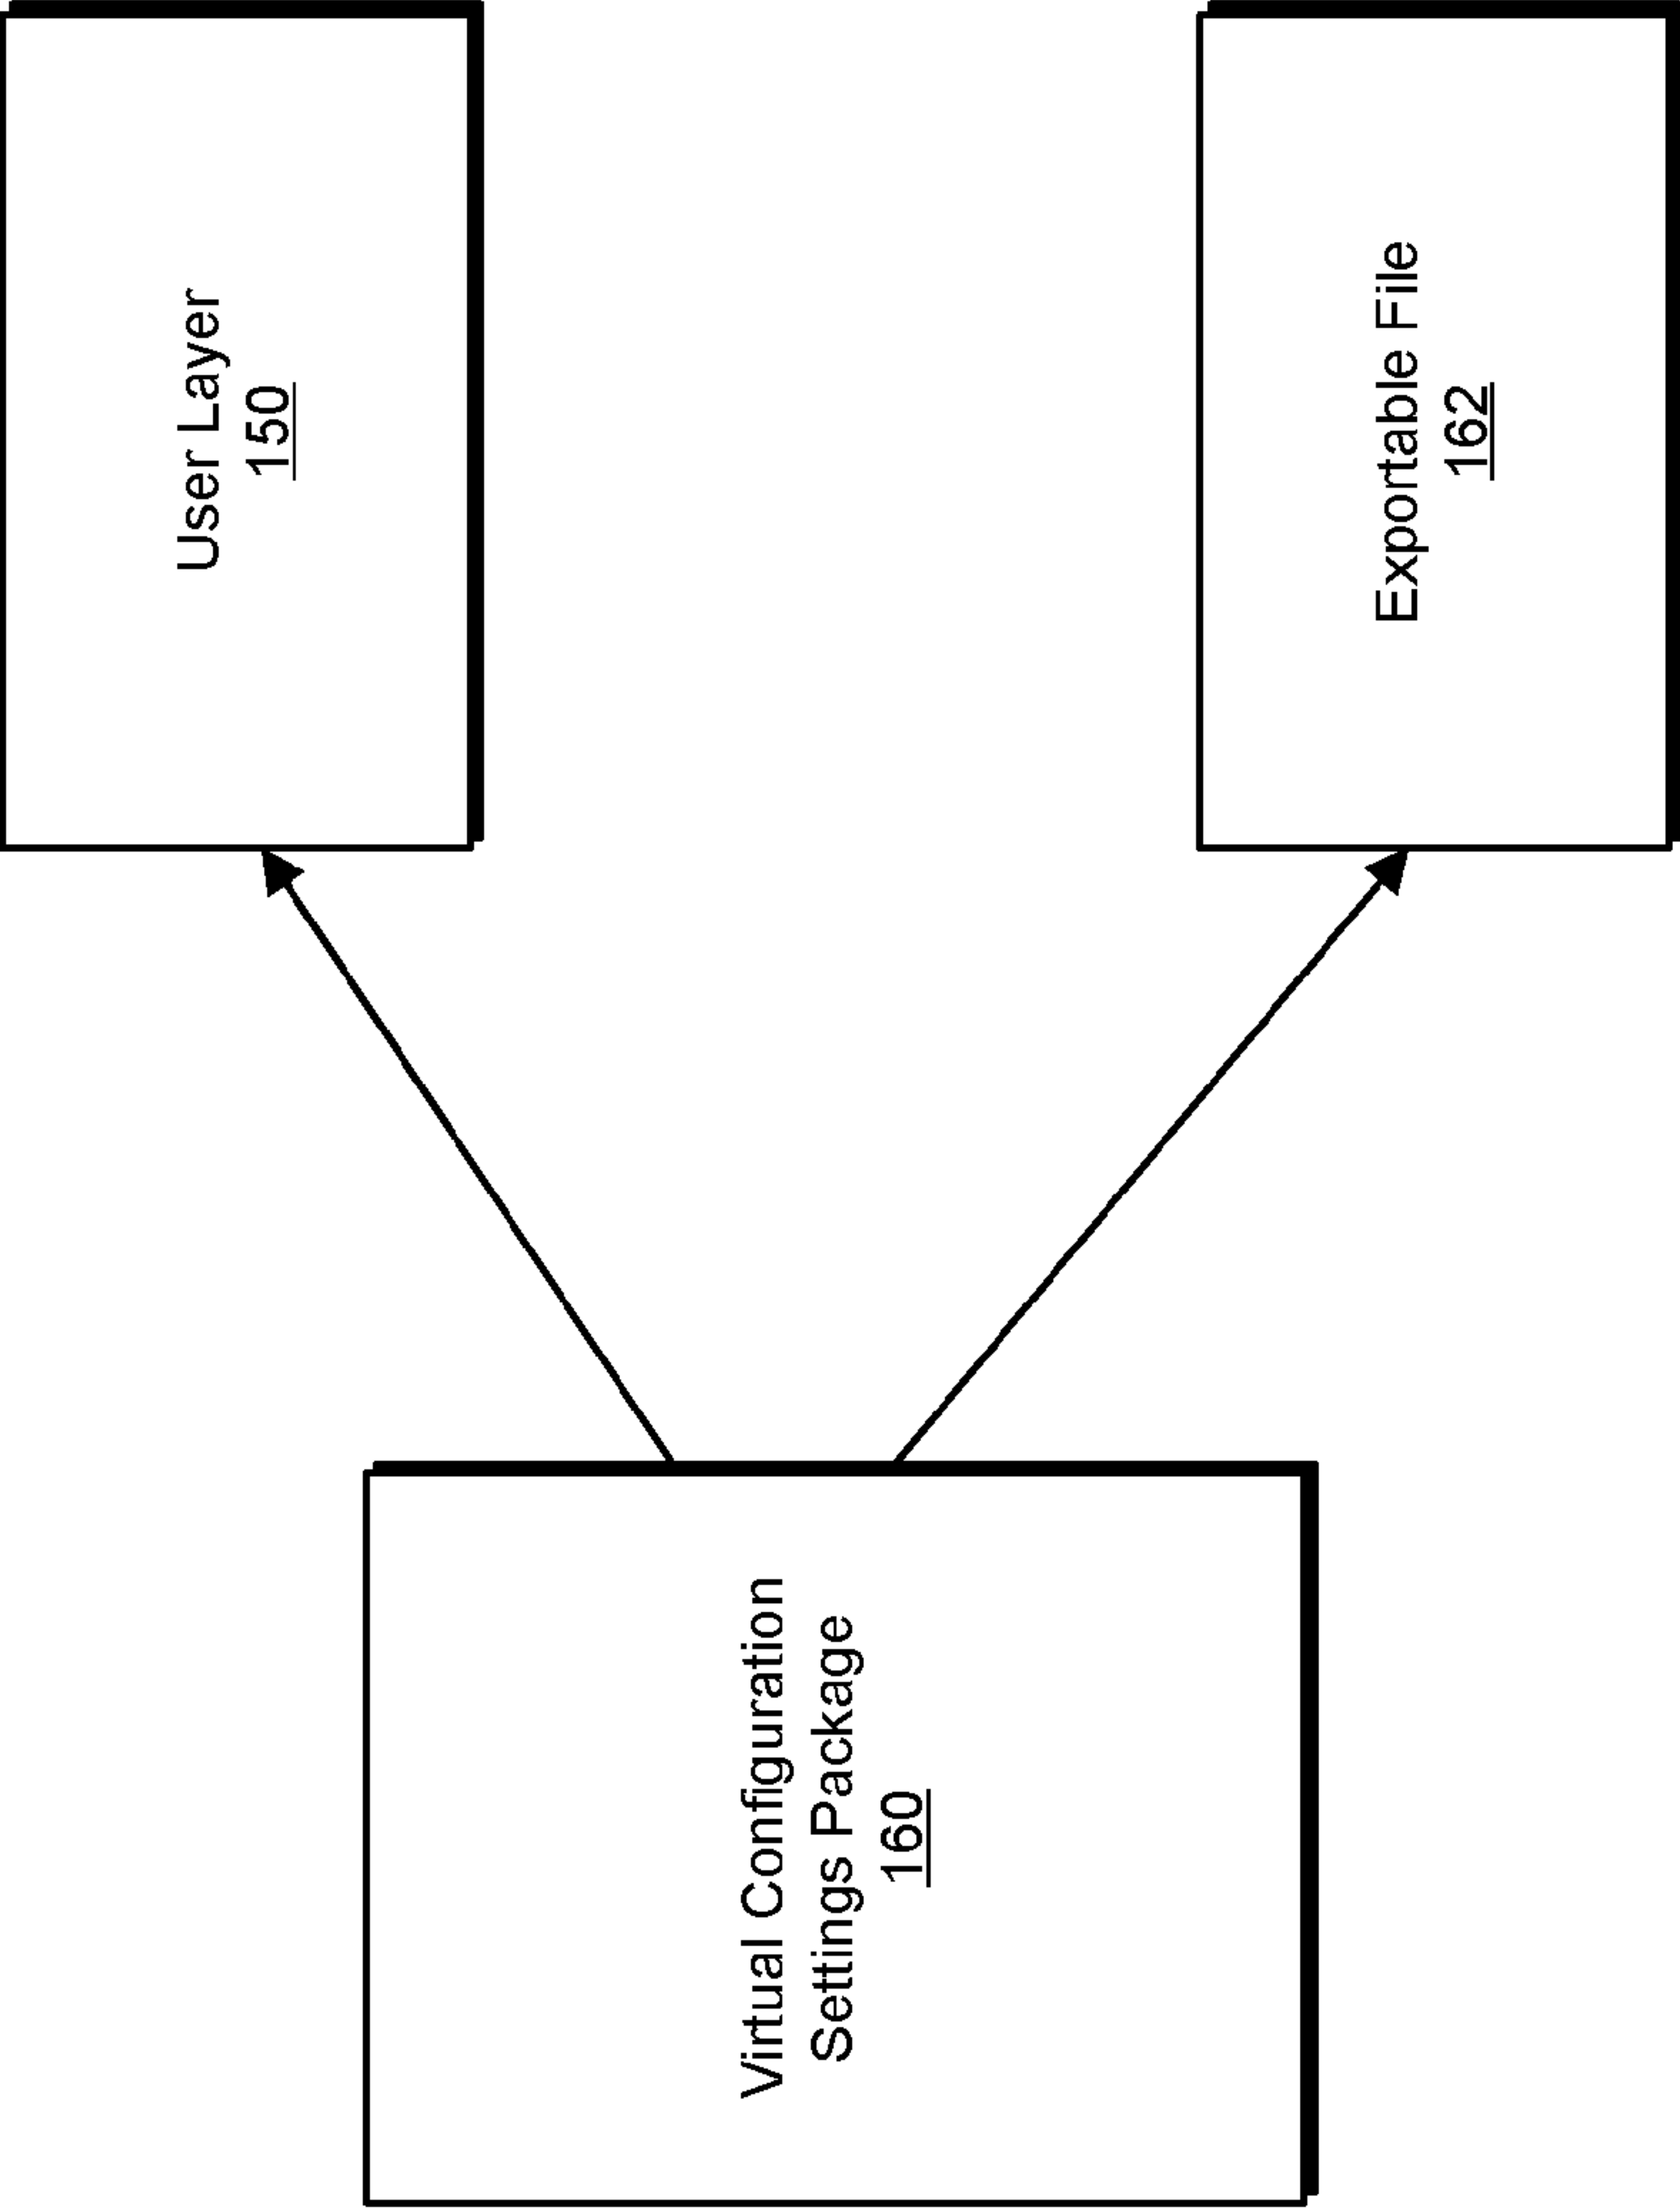 User Layer
150
Virtual Configuration
Settings Package
160
Exportable File
162